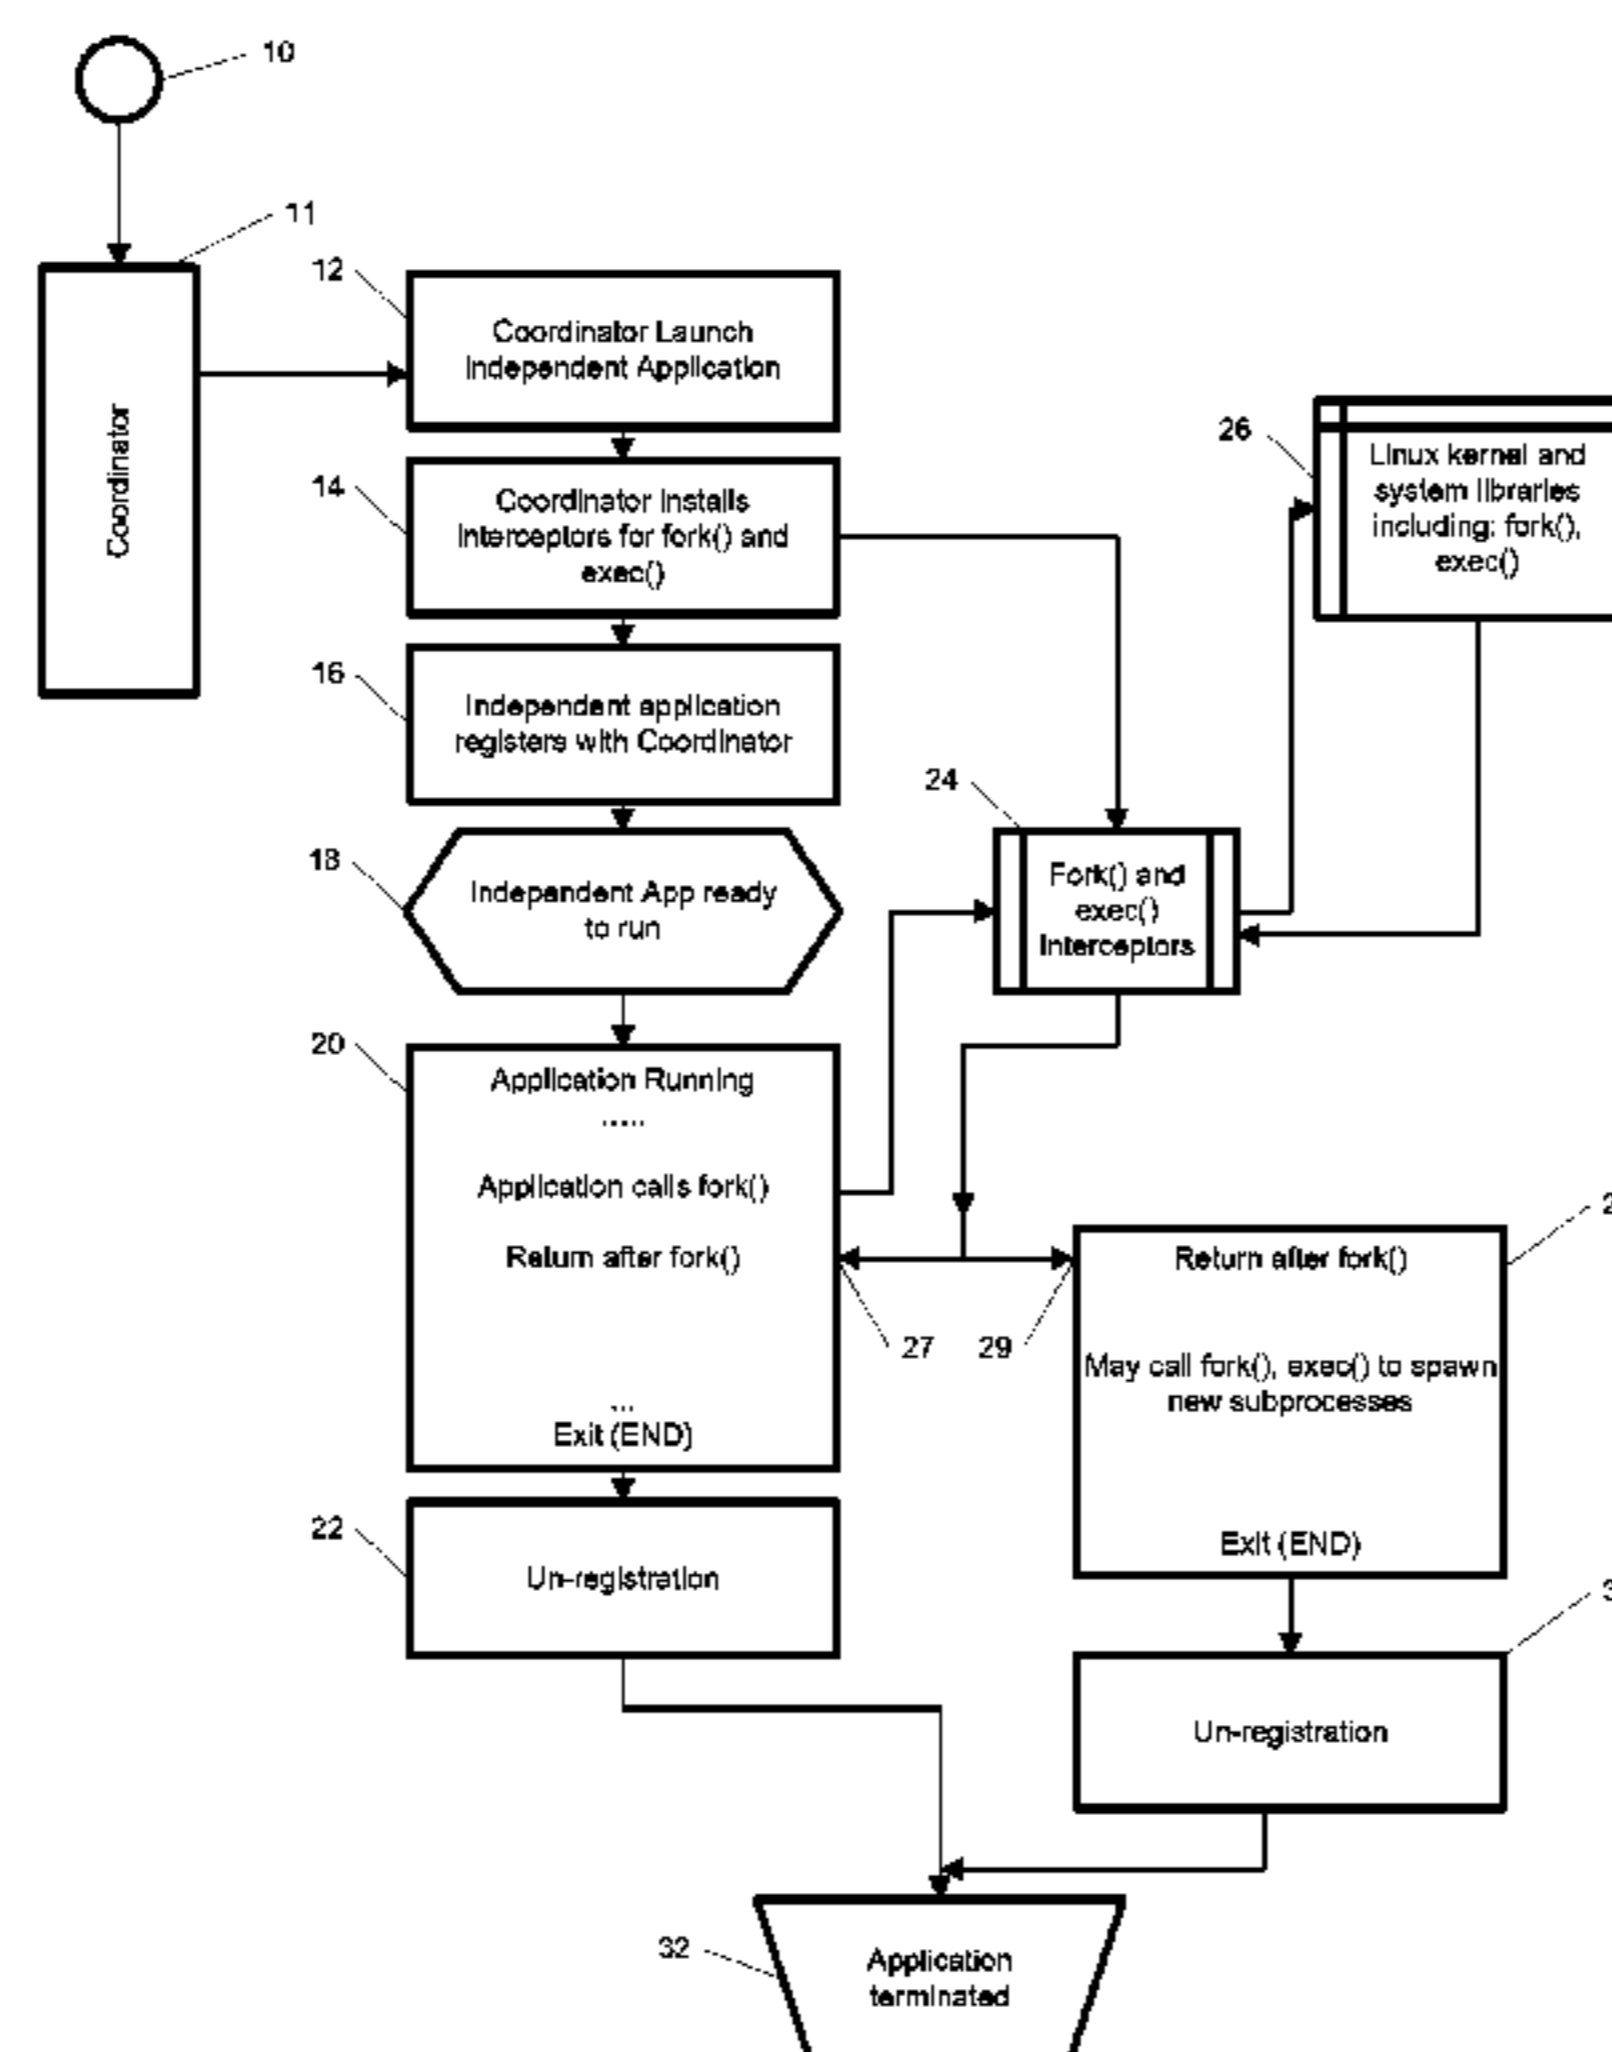 10
11
Coordinator
12
Coordinator Launch
Independent Application
14
Coordinator Installs
Interceptors for fork() and
exec()
16
Independent application
registers with Coordinator
18
Independent App ready
to run
20
Application Running
.....
Application calls fork()
Return after fork()
...
Exit (END)
22
Un-registration
24
Fork() and
exec()
Interceptors
26
Linux kernel and
system libraries
including: fork(),
exec()
27
29
2
Return after fork()
May call fork(), exec() to spawn
new subprocesses
Exit (END)
3
Un-registration
32
Application
terminated